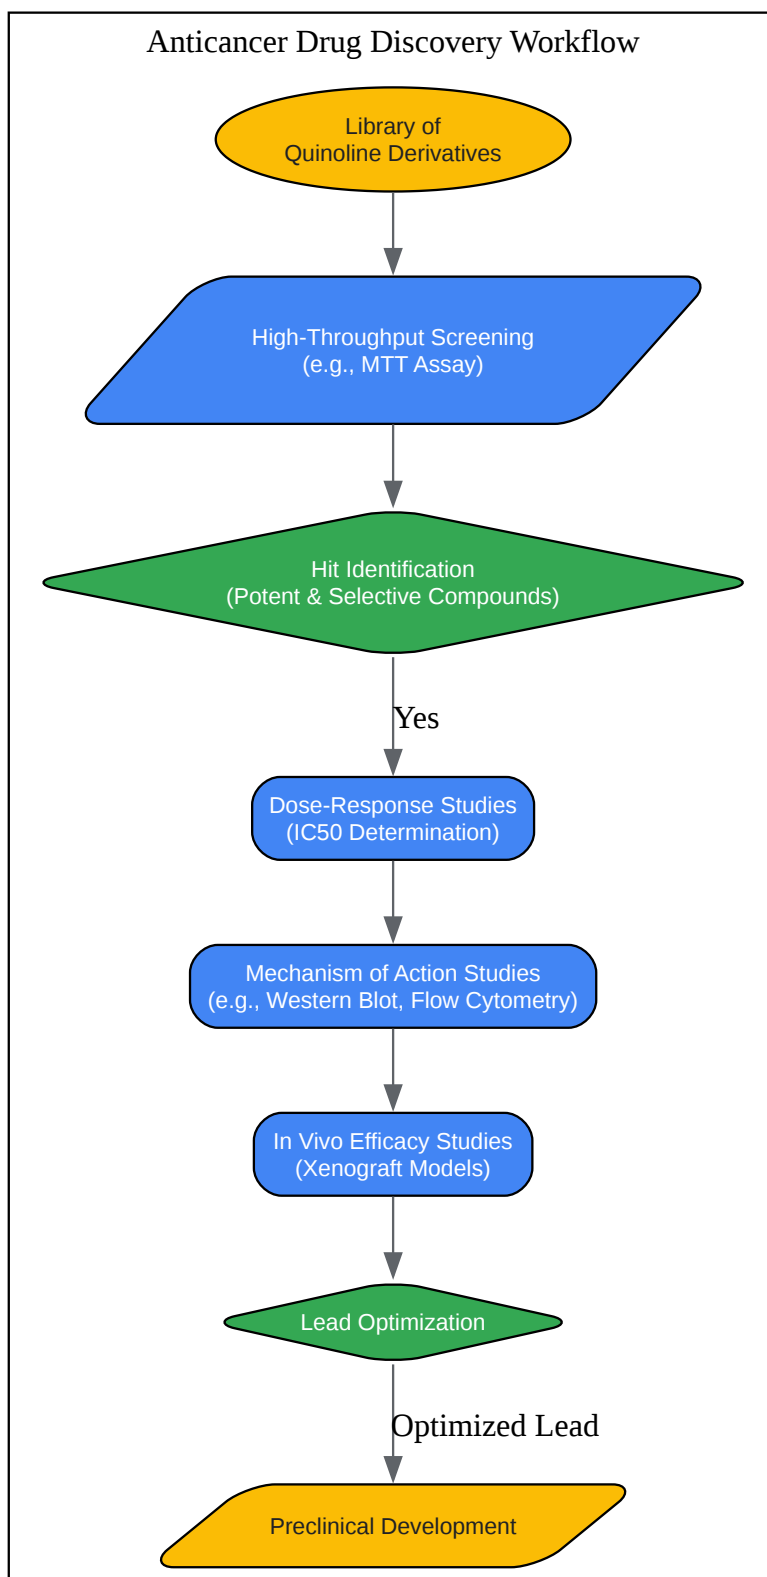 Anticancer Drug Discovery Workflow
Library of
Quinoline Derivatives
High-Throughput Screening
(e.g., MTT Assay)
Hit Identification
(Potent & Selective Compounds)
Yes
Dose-Response Studies
(IC50 Determination)
Mechanism of Action Studies
(e.g., Western Blot, Flow Cytometry)
In Vivo Efficacy Studies
(Xenograft Models)
Lead Optimization
Optimized Lead
Preclinical Development